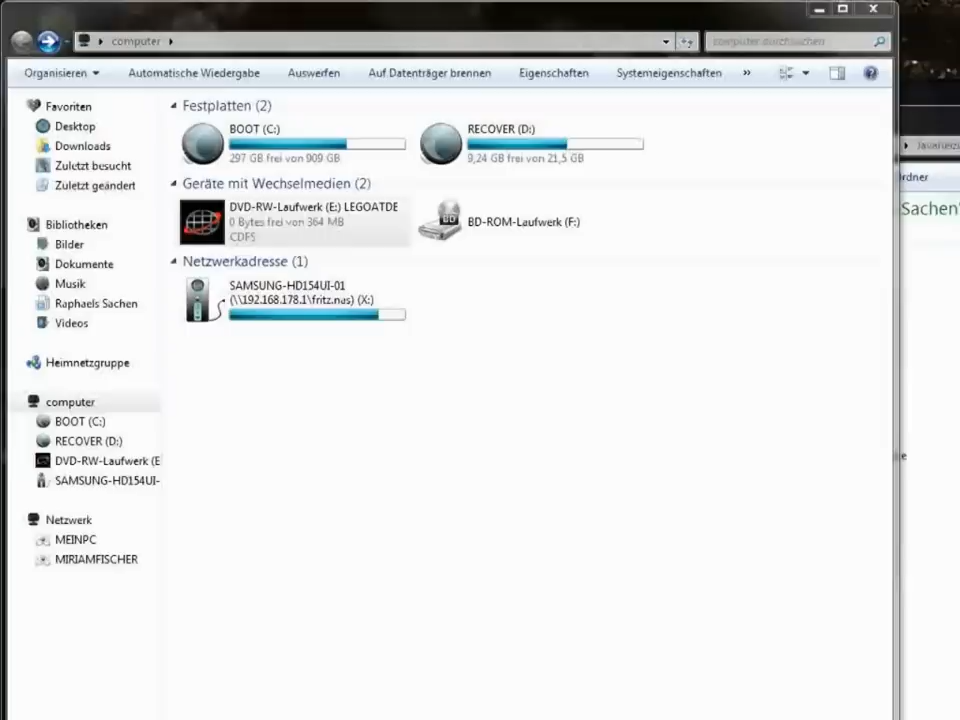 computer
computer durchsuchen
Organisieren
Automatische Wiedergabe
Auswerfen
Auf Datenträger brennen
Eigenschaften
Systemeigenschaften
»
Favoriten
Desktop
Downloads
Zuletzt besucht
Zuletzt geändert
Bibliotheken
Bilder
Dokumente
Musik
Raphaels Sachen
Videos
Heimnetzgruppe
computer
BOOT (C:)
RECOVER (D:)
DVD-RW-Laufwerk (E
SAMSUNG-HD154UI-
Netzwerk
MEINPC
MIRIAMFISCHER
Festplatten (2)
BOOT (C:)
297 GB frei von 909 GB
RECOVER (D:)
9,24 GB frei von 21,5 GB
Geräte mit Wechselmedien (2)
DVD-RW-Laufwerk (E:) LEGOATDE
0 Bytes frei von 364 MB
CDFS
BD-ROM-Laufwerk (F:)
Netzwerkadresse (1)
SAMSUNG-HD154UI-01
(\\192.168.178.1\fritz.nas) (X:)
rdner
Sachen"
e